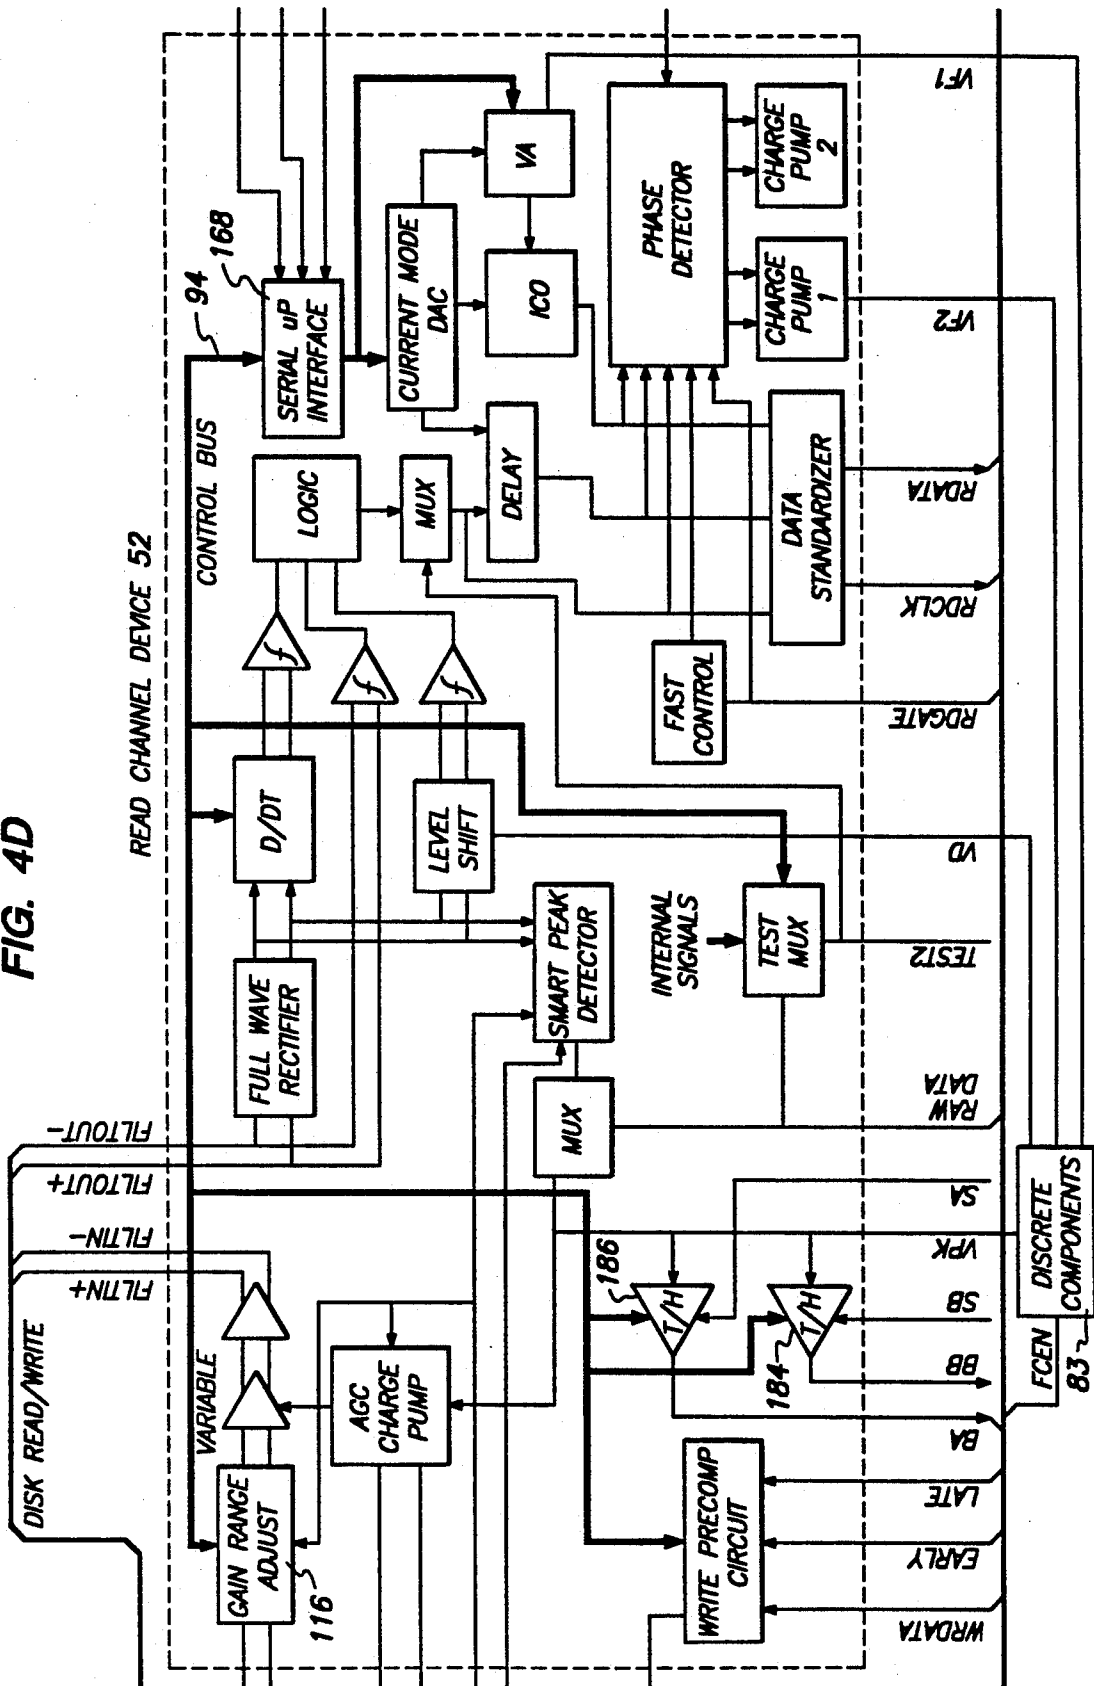 FIG. 4D
READ CHANNEL DEVICE 52
DISK READ/WRITE
FILTIN+
FILTIN-
FILTOUT+
FILTOUT-
CONTROL BUS
94
168
GAIN RANGE
ADJUST
116
VARIABLE
FULL WAVE
RECTIFIER
D/DT
f
f
f
LOGIC
SERIAL uP
INTERFACE
AGC
CHARGE
PUMP
LEVEL
SHIFT
MUX
CURRENT MODE
DAC
DELAY
ICO
VA
MUX
SMART PEAK
DETECTOR
186
T/H
184
T/H
INTERNAL
SIGNALS
TEST
MUX
FAST
CONTROL
PHASE
DETECTOR
WRITE PRECOMP
CIRCUIT
DATA
STANDARDIZER
CHARGE
PUMP
1
CHARGE
PUMP
2
WRDATA
EARLY
LATE
BA
BB
SB
VPK
SA
RAW
DATA
TEST2
VD
RDGATE
RDCLK
RDATA
VF2
VF1
FCEN
83
DISCRETE
COMPONENTS